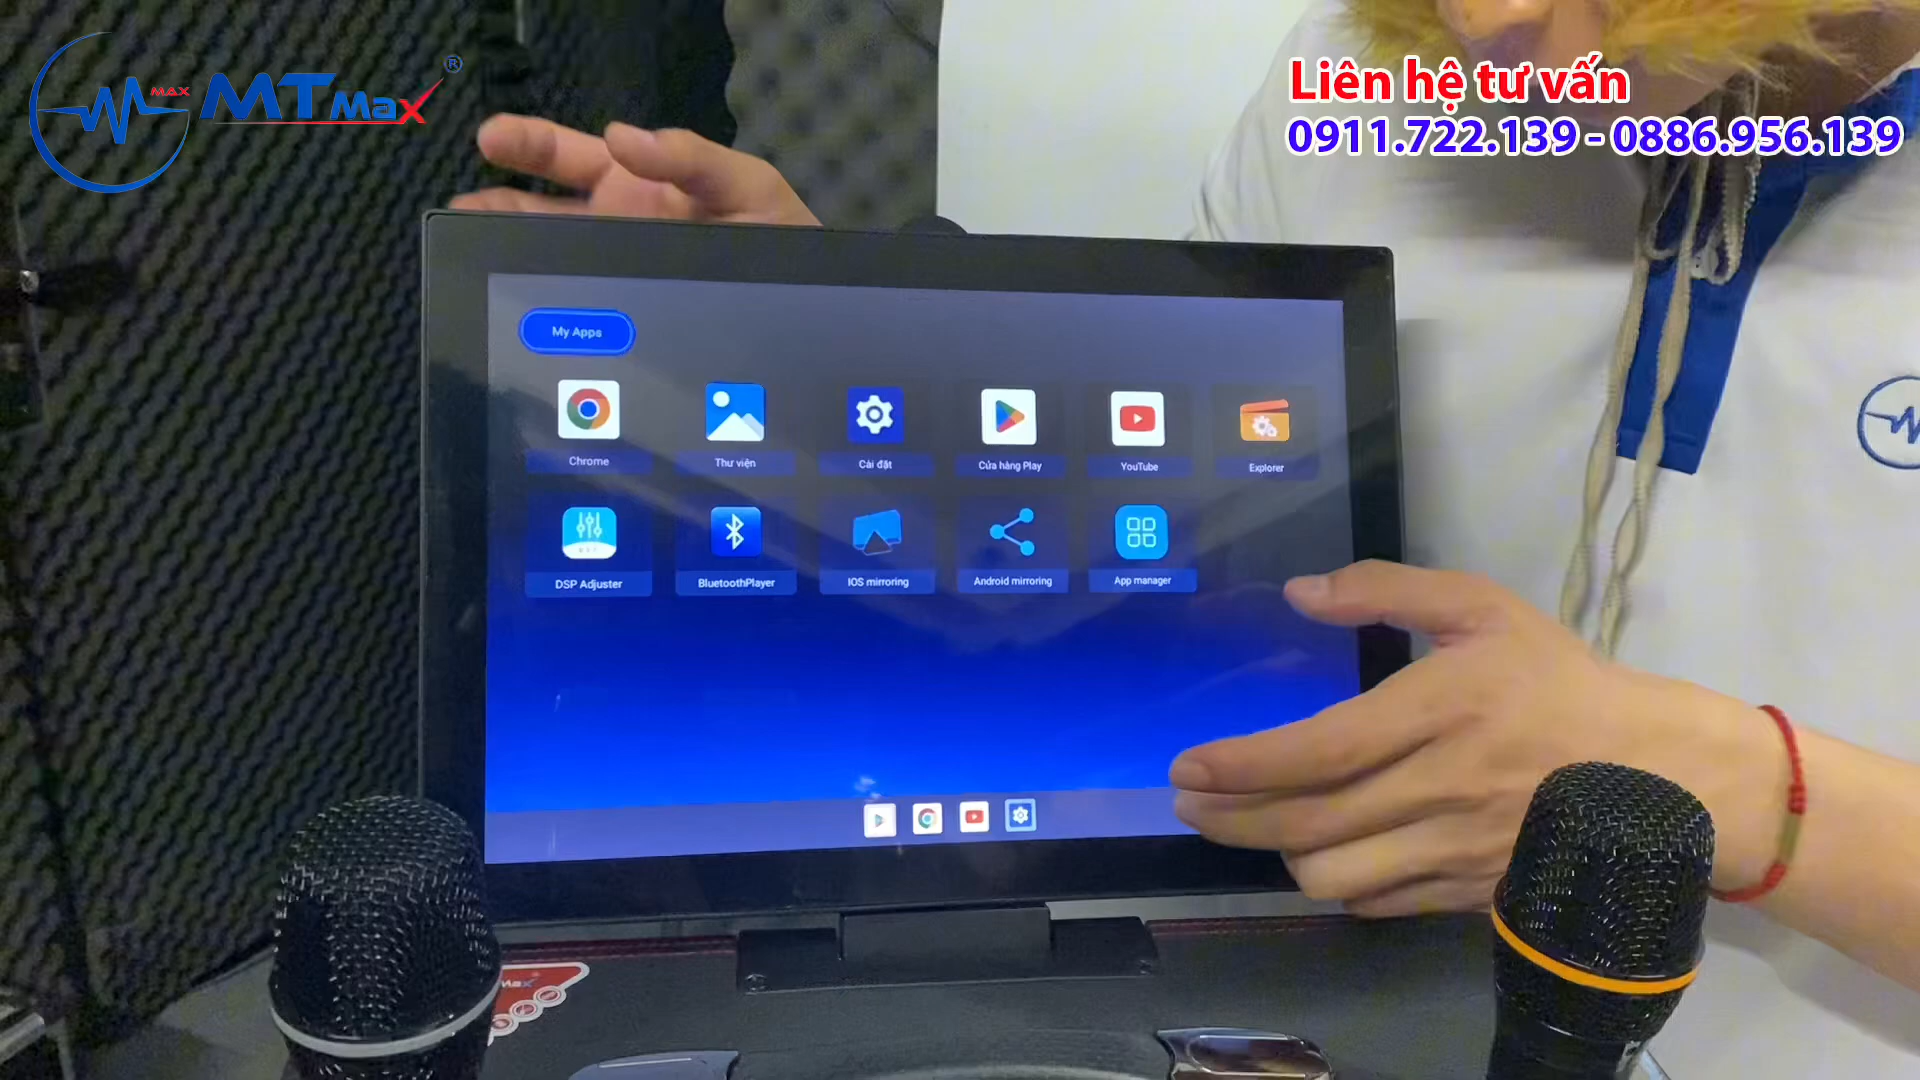 MAX
MTMax®
Liên hệ tư vấn
0911.722.139 - 0886.956.139
My Apps
Chrome
Thư viện
Cài đặt
Cửa hàng Play
YouTube
Explorer
DSP Adjuster
BluetoothPlayer
IOS mirroring
Android mirroring
App manager